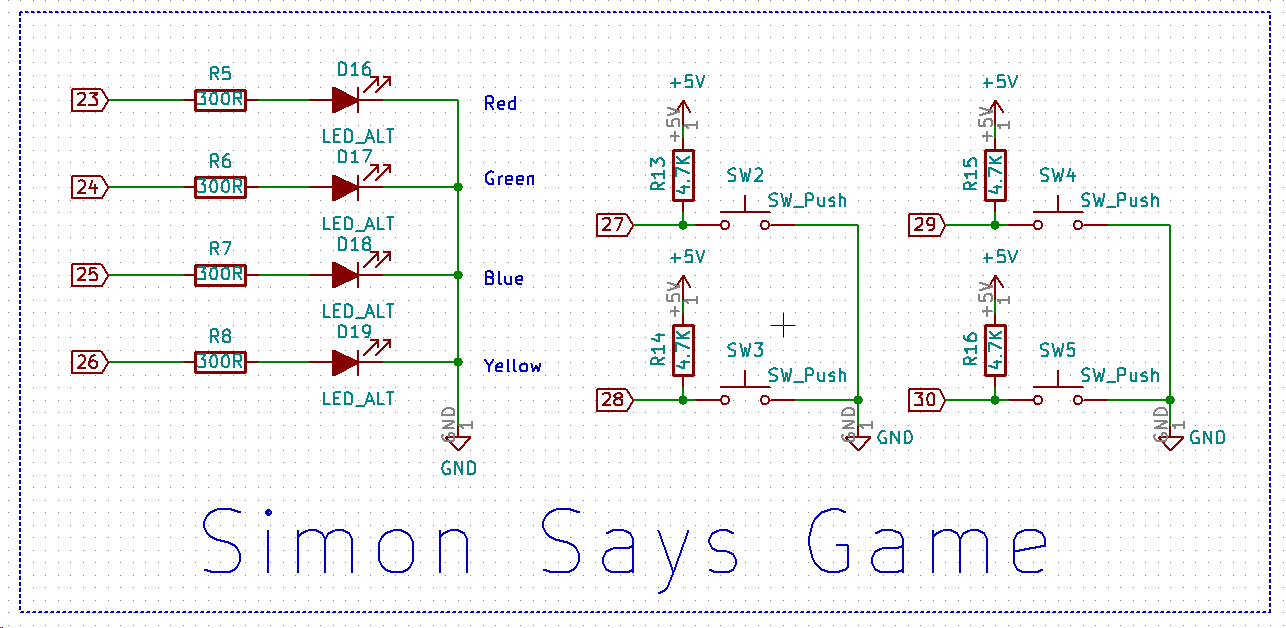 R5
D16
23
300R
Red
LED_ALT
R6
D17
24
300R
Green
LED_ALT
R7
D18
25
300R
Blue
LED_ALT
R8
D19
26
300R
Yellow
LED_ALT
GND
1
GND
+5V
+5V
1
R13
4.7K
SW2
SW_Push
27
+5V
+5V
1
R14
4.7K
SW3
SW_Push
28
GND
1
GND
+5V
+5V
1
R15
4.7K
SW4
SW_Push
29
+5V
+5V
1
R16
4.7K
SW5
SW_Push
30
GND
1
GND
Simon Says Game